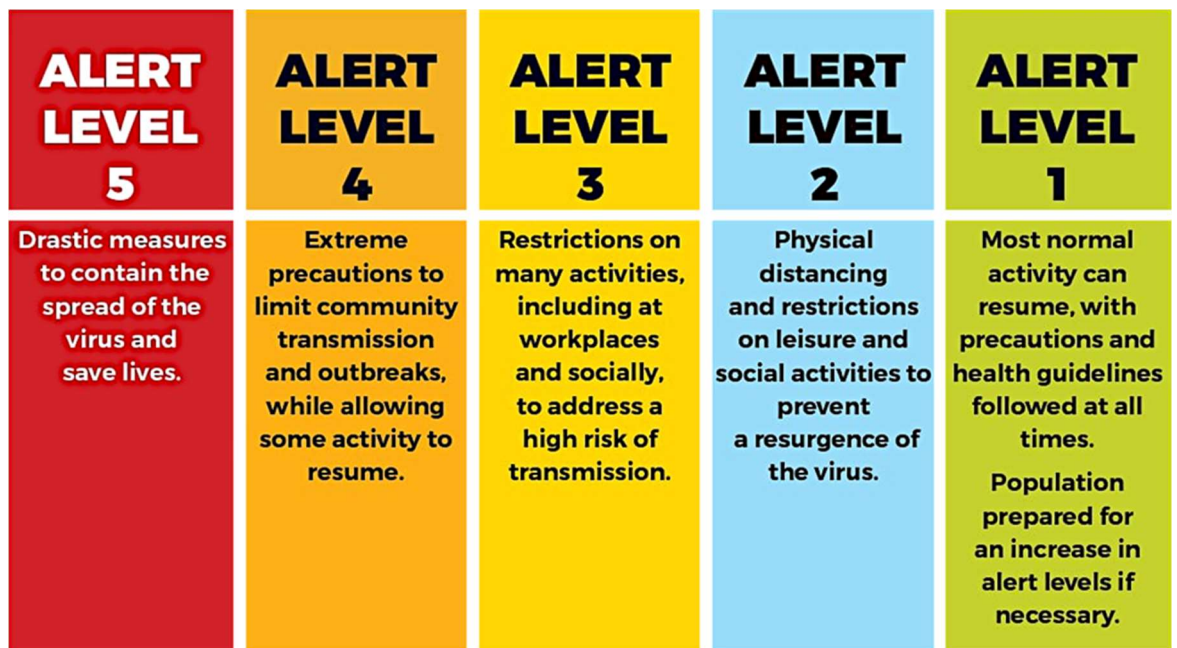 ALERT
LEVEL
5
Drastic measures
to contain the
spread of the
virus and
save lives.
ALERT
LEVEL
4
Extreme
precautions to
limit community
transmission
and outbreaks,
while allowing
some activity to
resume.
ALERT
LEVEL
3
Restrictions on
many activities,
including at
workplaces
and socially,
to address a
high risk of
transmission.
ALERT
LEVEL
2
Physical
distancing
and restrictions
on leisure and
social activities to
prevent
a resurgence of
the virus.
ALERT
LEVEL
1
Most normal
activity can
resume, with
precautions and
health guidelines
followed at all
times.
Population
prepared for
an increase in
alert levels if
necessary.